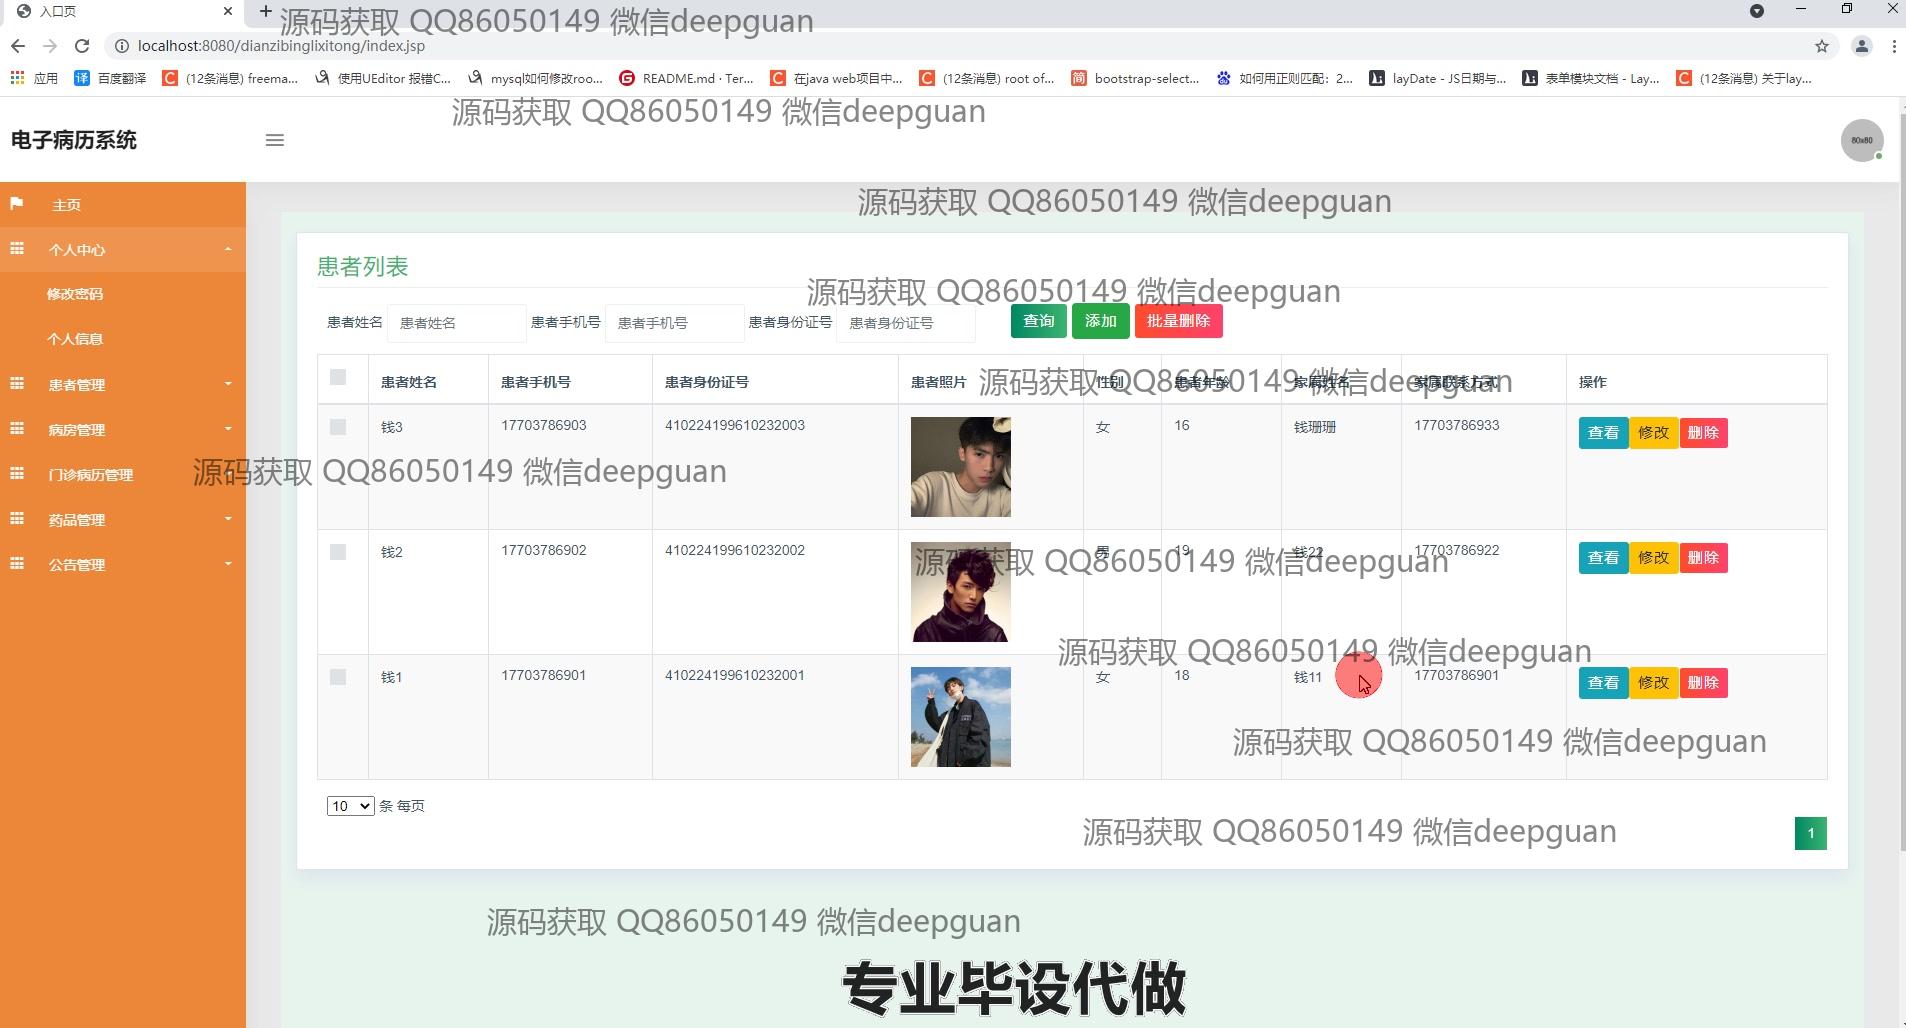 入口页
源码获取 QQ86050149 微信deepguan
localhost:8080/dianzibinglixitong/index.jsp
应用 百度翻译 (12条消息) freema... 使用UEditor 报错C... mysql如何修改roo... README.md · Ter... 在java web项目中... (12条消息) root of... bootstrap-select... 如何用正则匹配：2... layDate - JS日期与... 表单模块文档 - Lay... (12条消息) 关于lay...
源码获取 QQ86050149 微信deepguan
电子病历系统
80x80
源码获取 QQ86050149 微信deepguan
主页
个人中心
修改密码
个人信息
患者管理
病房管理
门诊病历管理
药品管理
公告管理
患者列表
源码获取 QQ86050149 微信deepguan
患者姓名 患者姓名 患者手机号 患者手机号 患者身份证号 患者身份证号 查询 添加 批量删除
患者姓名 患者手机号 患者身份证号 患者照片 性别 患者年龄 家属姓名 家属联系方式 操作
源码获取 QQ86050149 微信deepguan
钱3 17703786903 410224199610232003 女 16 钱珊珊 17703786933 查看 修改 删除
源码获取 QQ86050149 微信deepguan
钱2 17703786902 410224199610232002 男 19 钱22 17703786922 查看 修改 删除
源码获取 QQ86050149 微信deepguan
源码获取 QQ86050149 微信deepguan
钱1 17703786901 410224199610232001 女 18 钱11 17703786901 查看 修改 删除
源码获取 QQ86050149 微信deepguan
10 条 每页
源码获取 QQ86050149 微信deepguan
1
源码获取 QQ86050149 微信deepguan
专业毕设代做